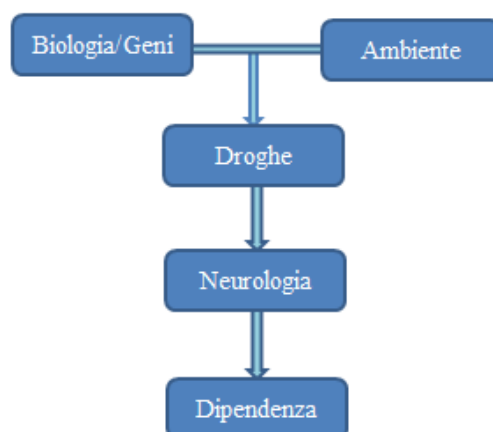 Biologia/Geni
Ambiente
Droghe
Neurologia
Dipendenza